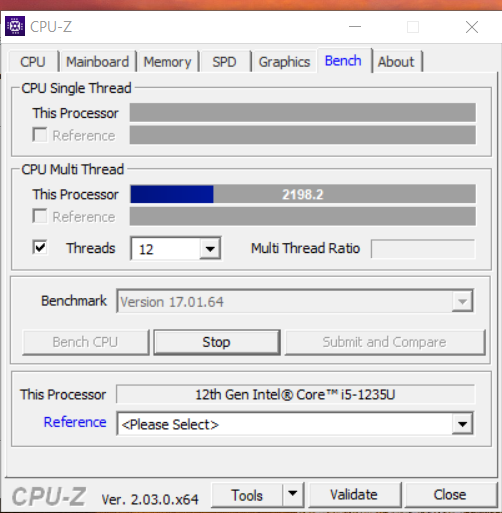 CPU-Z
CPU Mainboard Memory SPD Graphics Bench About
CPU Single Thread
This Processor
Reference
CPU Multi Thread
This Processor 2198.2
Reference
Threads 12 Multi Thread Ratio
Benchmark Version 17.01.64
Bench CPU Stop Submit and Compare
This Processor 12th Gen Intel® Core™ i5-1235U
Reference <Please Select>
CPU-Z Ver. 2.03.0.x64 Tools Validate Close